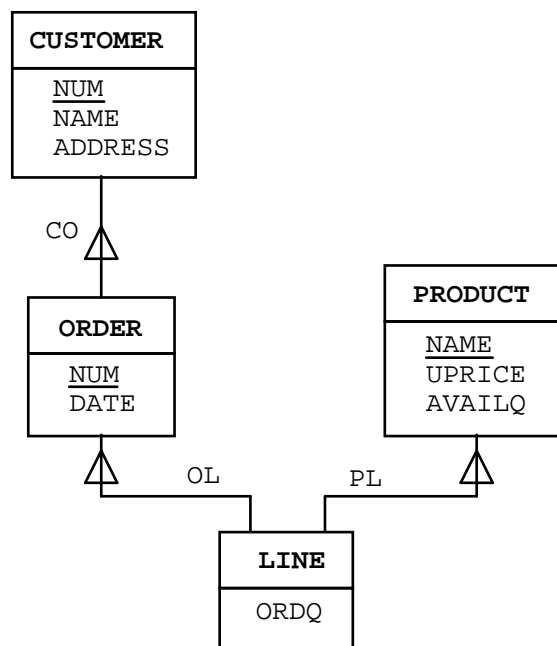 CUSTOMER
NUM
NAME
ADDRESS
CO
ORDER
NUM
DATE
PRODUCT
NAME
UPRICE
AVAILQ
OL
PL
LINE
ORDQ